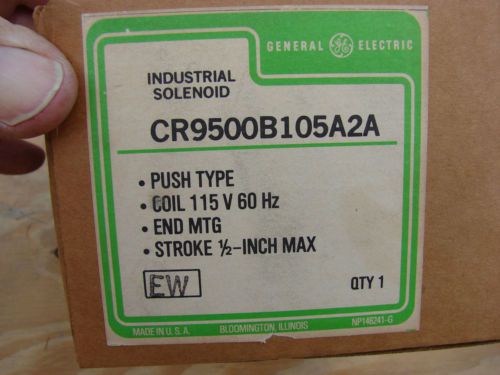 GENERAL GE ELECTRIC
INDUSTRIAL
SOLENOID
CR9500B105A2A
• PUSH TYPE
• COIL 115 V 60 Hz
• END MTG
• STROKE ½-INCH MAX
EW
QTY 1
MADE IN U.S.A. BLOOMINGTON, ILLINOIS NP146241-G